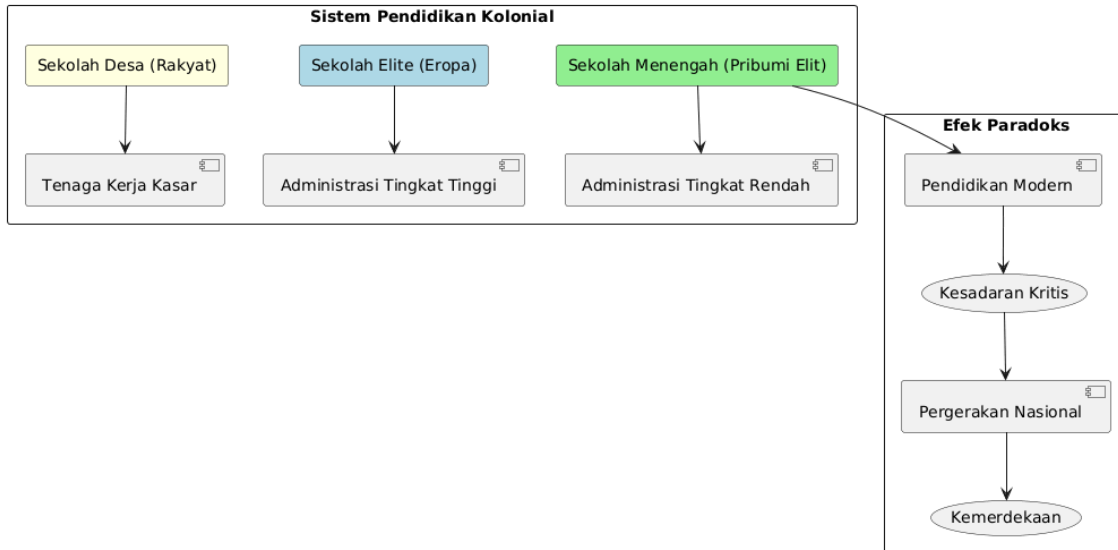 Sistem Pendidikan Kolonial
Sekolah Desa (Rakyat)
Sekolah Elite (Eropa)
Sekolah Menengah (Pribumi Elit)
Tenaga Kerja Kasar
Administrasi Tingkat Tinggi
Administrasi Tingkat Rendah
Efek Paradoks
Pendidikan Modern
Kesadaran Kritis
Pergerakan Nasional
Kemerdekaan